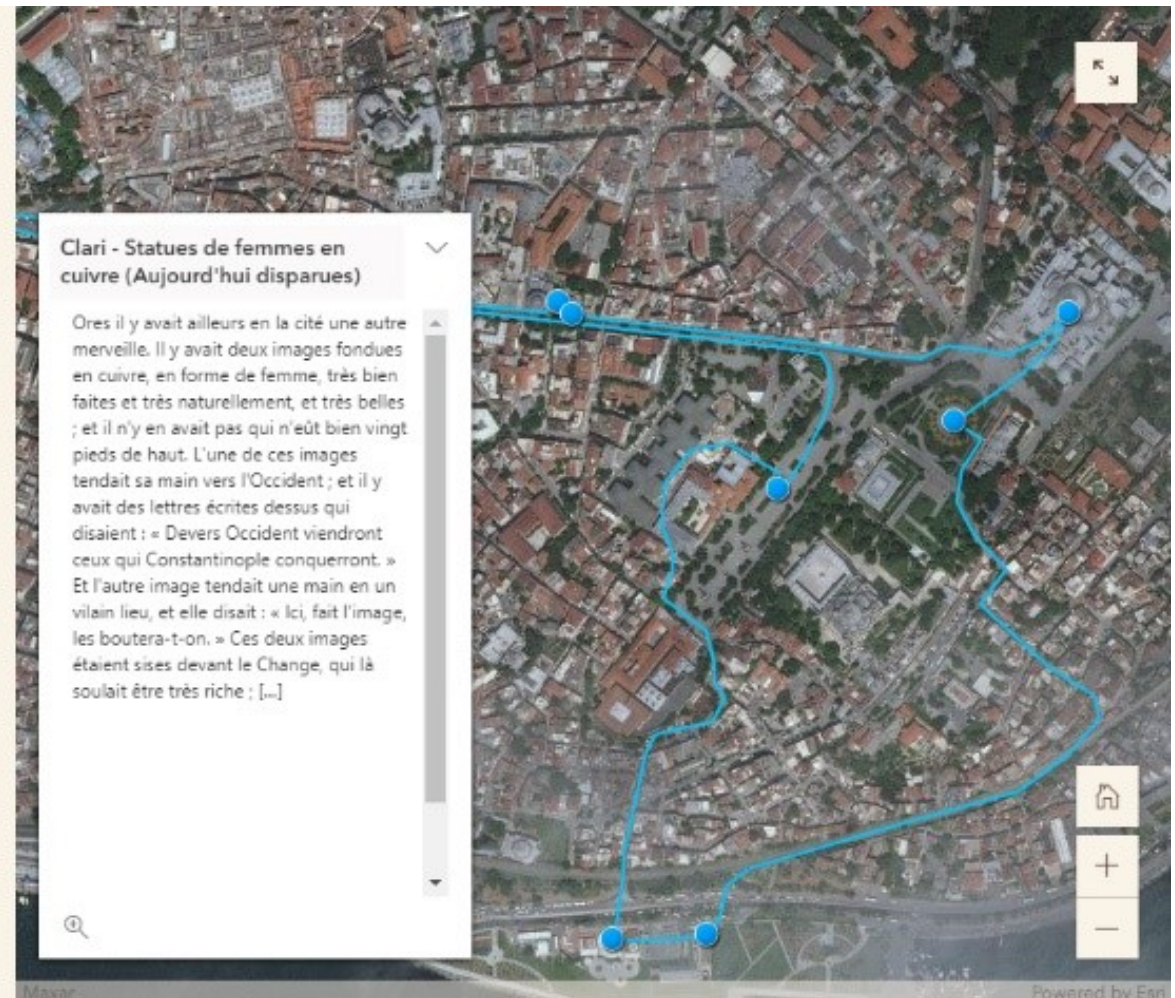 Clari - Statues de femmes en
cuivre (Aujourd'hui disparues)
Ores il y avait ailleurs en la cité une autre
merveille. Il y avait deux images fondues
en cuivre, en forme de femme, très bien
faites et très naturellement, et très belles
; et il n'y en avait pas qui n'eût bien vingt
pieds de haut. L'une de ces images
tendait sa main vers l'Occident ; et il y
avait des lettres écrites dessus qui
disaient : « Devers Occident viendront
ceux qui Constantinople conquerront. »
Et l'autre image tendait une main en un
vilain lieu, et elle disait : « Ici, fait l'image,
les boutera-t-on. » Ces deux images
étaient sises devant le Change, qui là
soulait être très riche ; [...]
Maxar
Powered by Esri